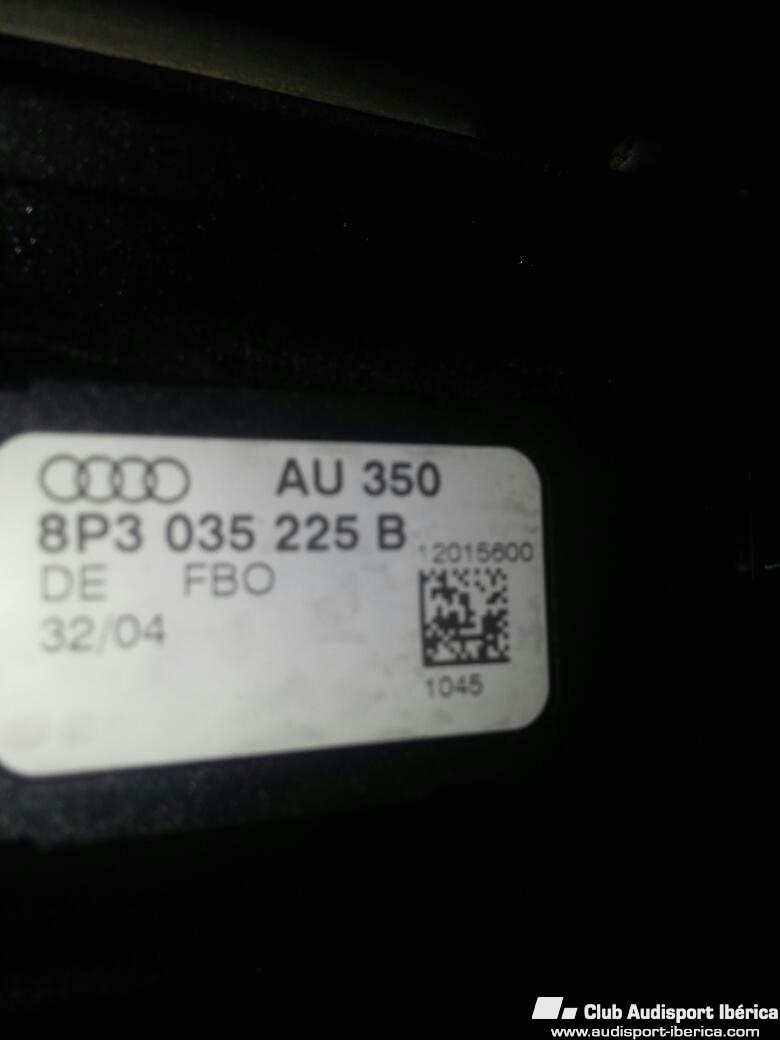 AU 350
8P3 035 225 B
12015600
DE FBO
32/04
1045
Club Audisport Ibérica
www.audisport-iberica.com